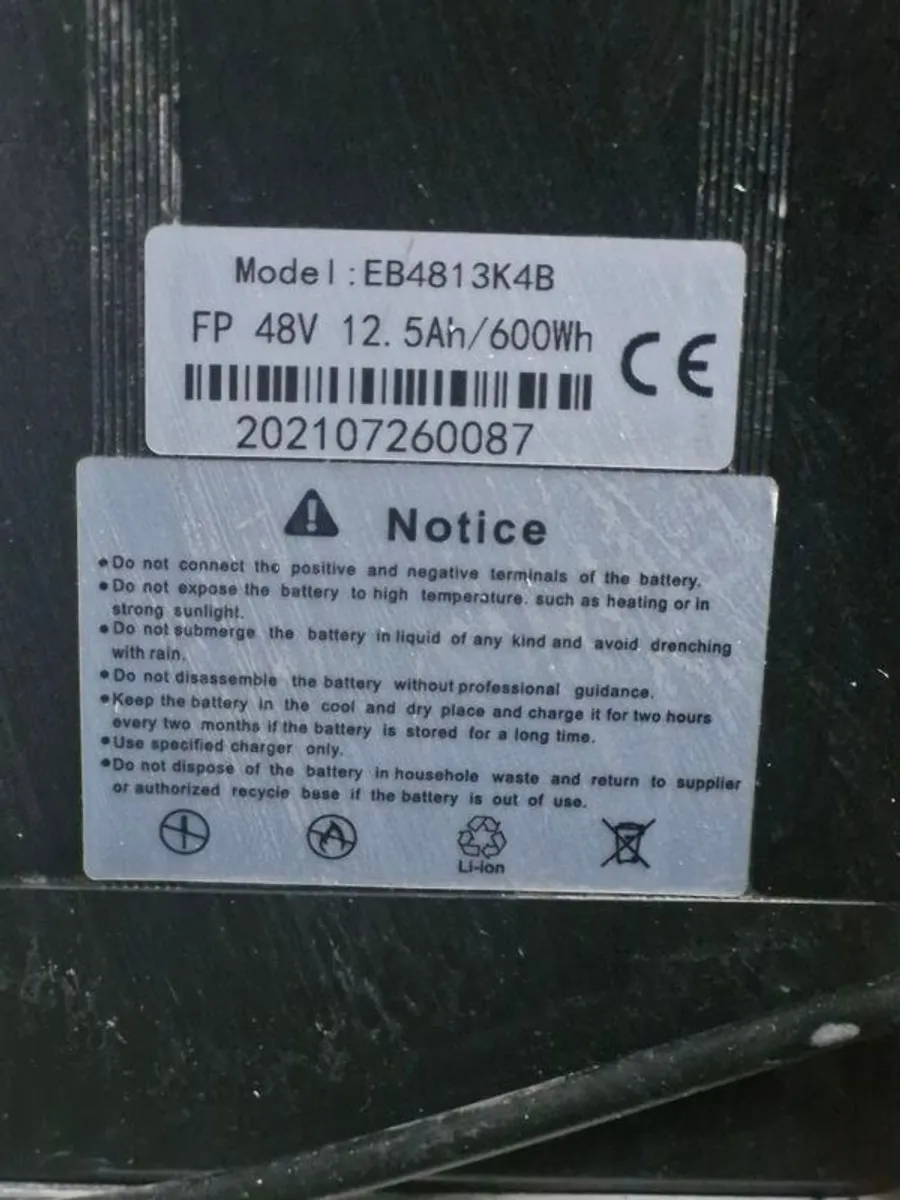 Model:EB4813K4B
FP 48V 12.5Ah/600Wh
CE
202107260087
Notice
•Do not connect the positive and negative terminals of the battery.
•Do not expose the battery to high temperature. such as heating or in
strong sunlight.
•Do not submerge the battery in liquid of any kind and avoid drenching
with rain.
•Do not disassemble the battery without professional guidance.
•Keep the battery in the cool and dry place and charge it for two hours
every two months if the battery is stored for a long time.
•Use specified charger only.
•Do not dispose of the battery in househole waste and return to supplier
or authorized recycle base if the battery is out of use.
Li-ion